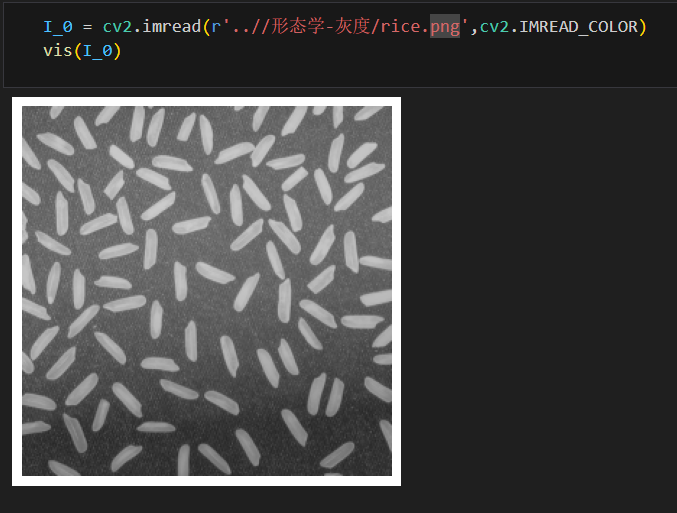 I_0 = cv2.imread(r'..//形态学-灰度/rice.png',cv2.IMREAD_COLOR)
vis(I_0)